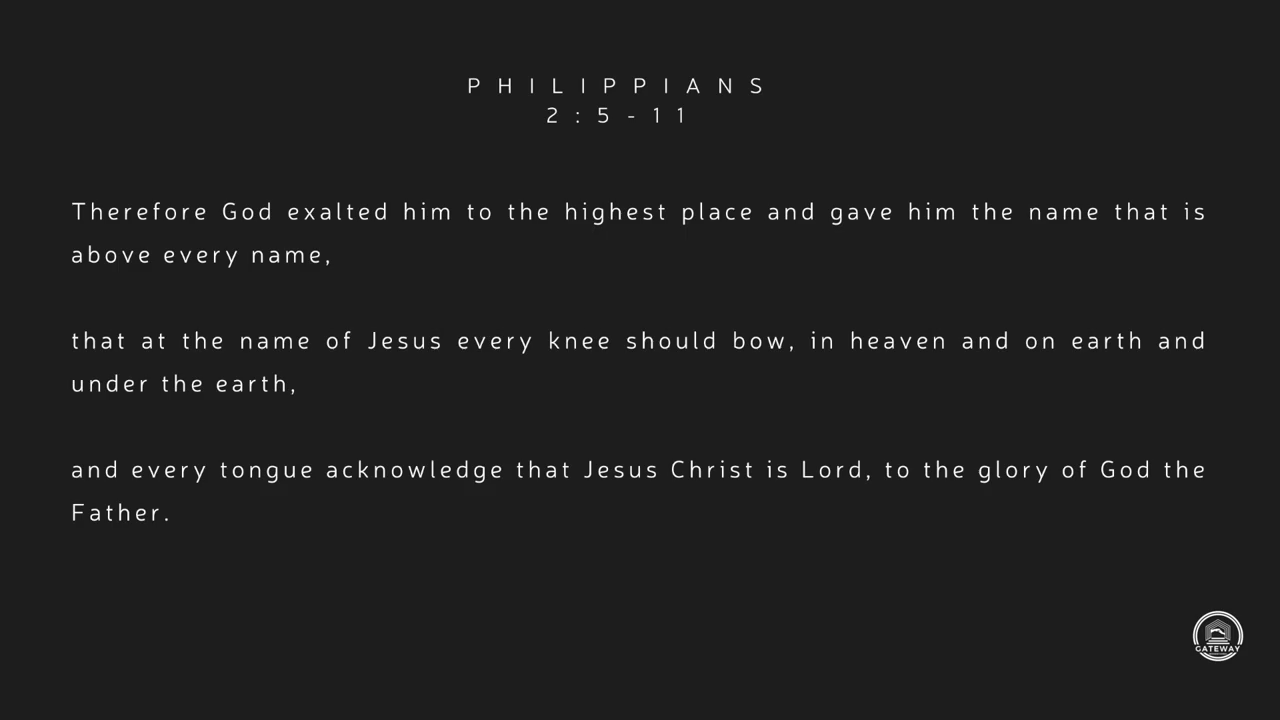 PHILIPPIANS
2:5-11
Therefore God exalted him to the highest place and gave him the name that is
above every name,
that at the name of Jesus every knee should bow, in heaven and on earth and
under the earth,
and every tongue acknowledge that Jesus Christ is Lord, to the glory of God the
Father.
GATEWAY